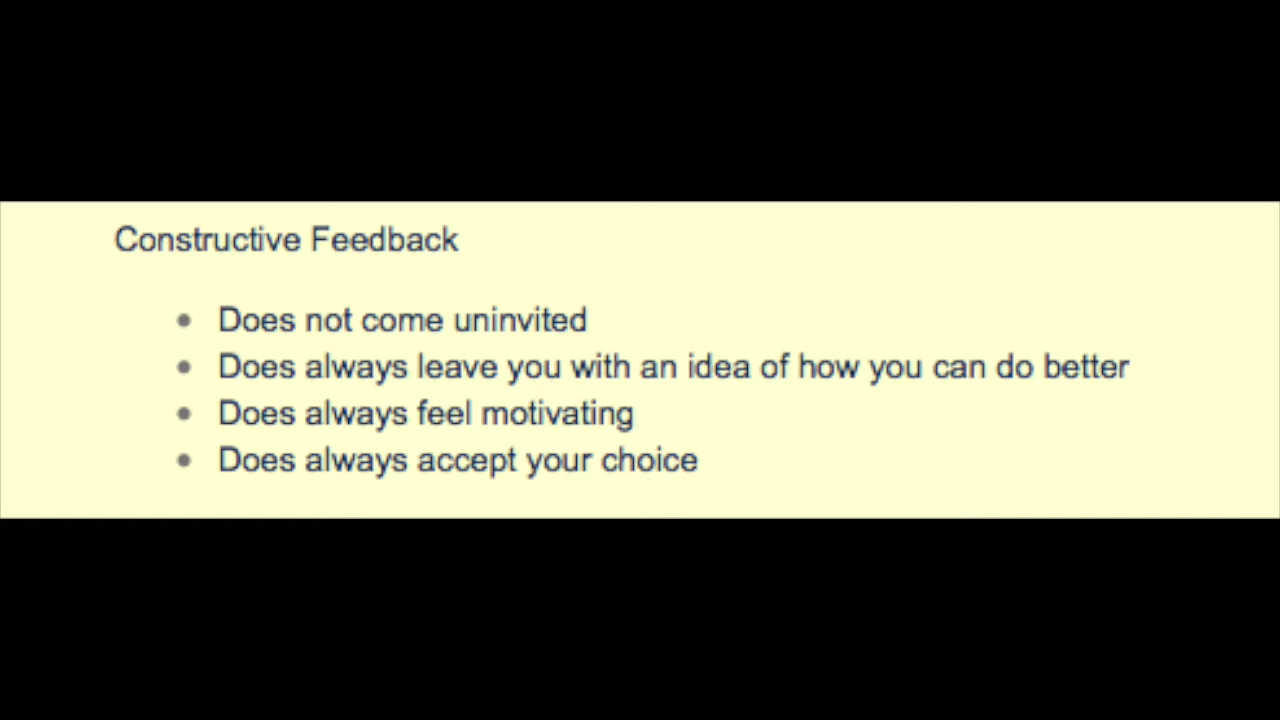 Constructive Feedback
• Does not come uninvited
• Does always leave you with an idea of how you can do better
• Does always feel motivating
• Does always accept your choice